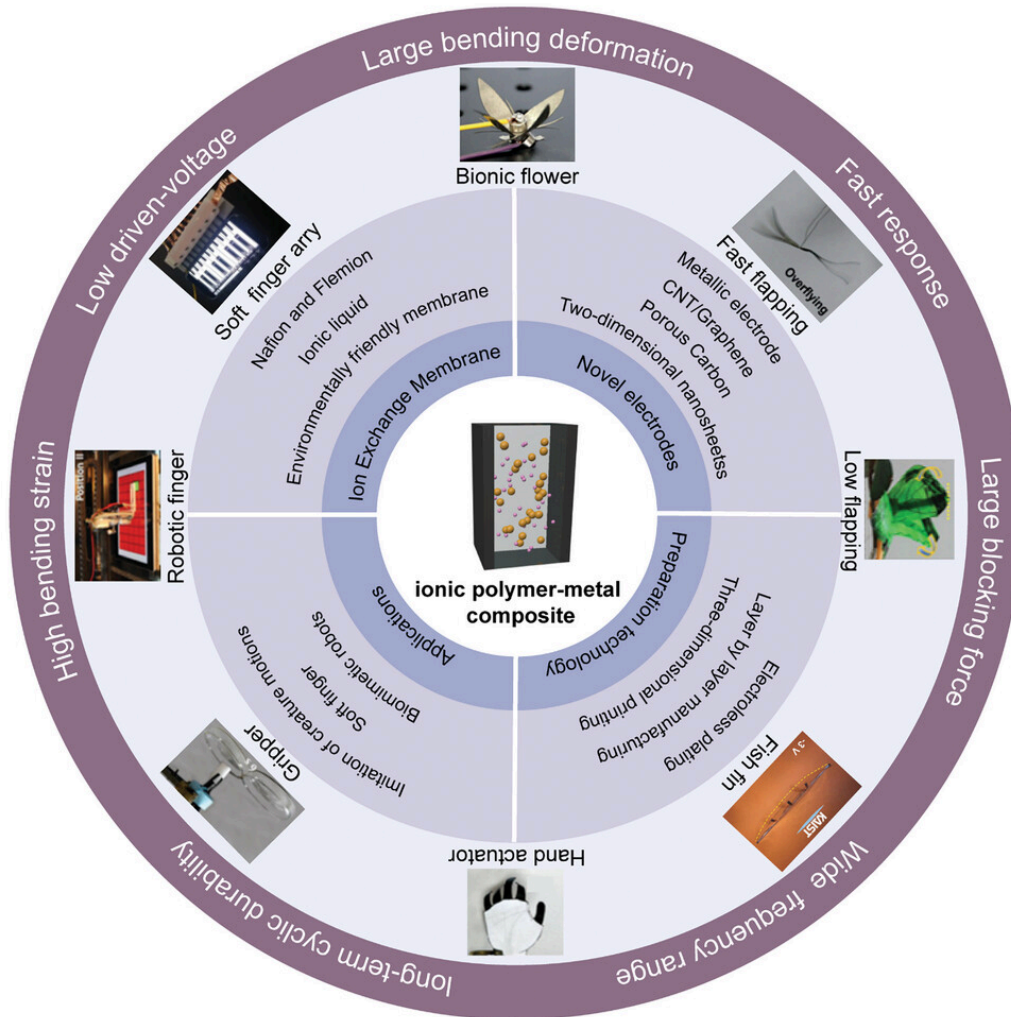 Large bending deformation
Fast response
Large blocking force
Wide frequency range
long-term cyclic durability
High bending strain
Low driven-voltage
Bionic flower
Fast flapping
Overflying
Low flapping
Fish fin
-3 V
KAIST
Hand actuator
Gripper
Robotic finger
Position II
Soft finger arry
Ion Exchange Membrane
Nafion and Flemion
Ionic liquid
Environmentally friendly membrane
Novel electrodes
Metallic electrode
CNT/Graphene
Porous Carbon
Two-dimensional nanosheetss
Preparation technology
Three-dimensional printing
Layer by layer manufacturing
Electroless plating
Applications
Biomimetic robots
Soft finger
Imitation of creature motions
ionic polymer-metal
composite